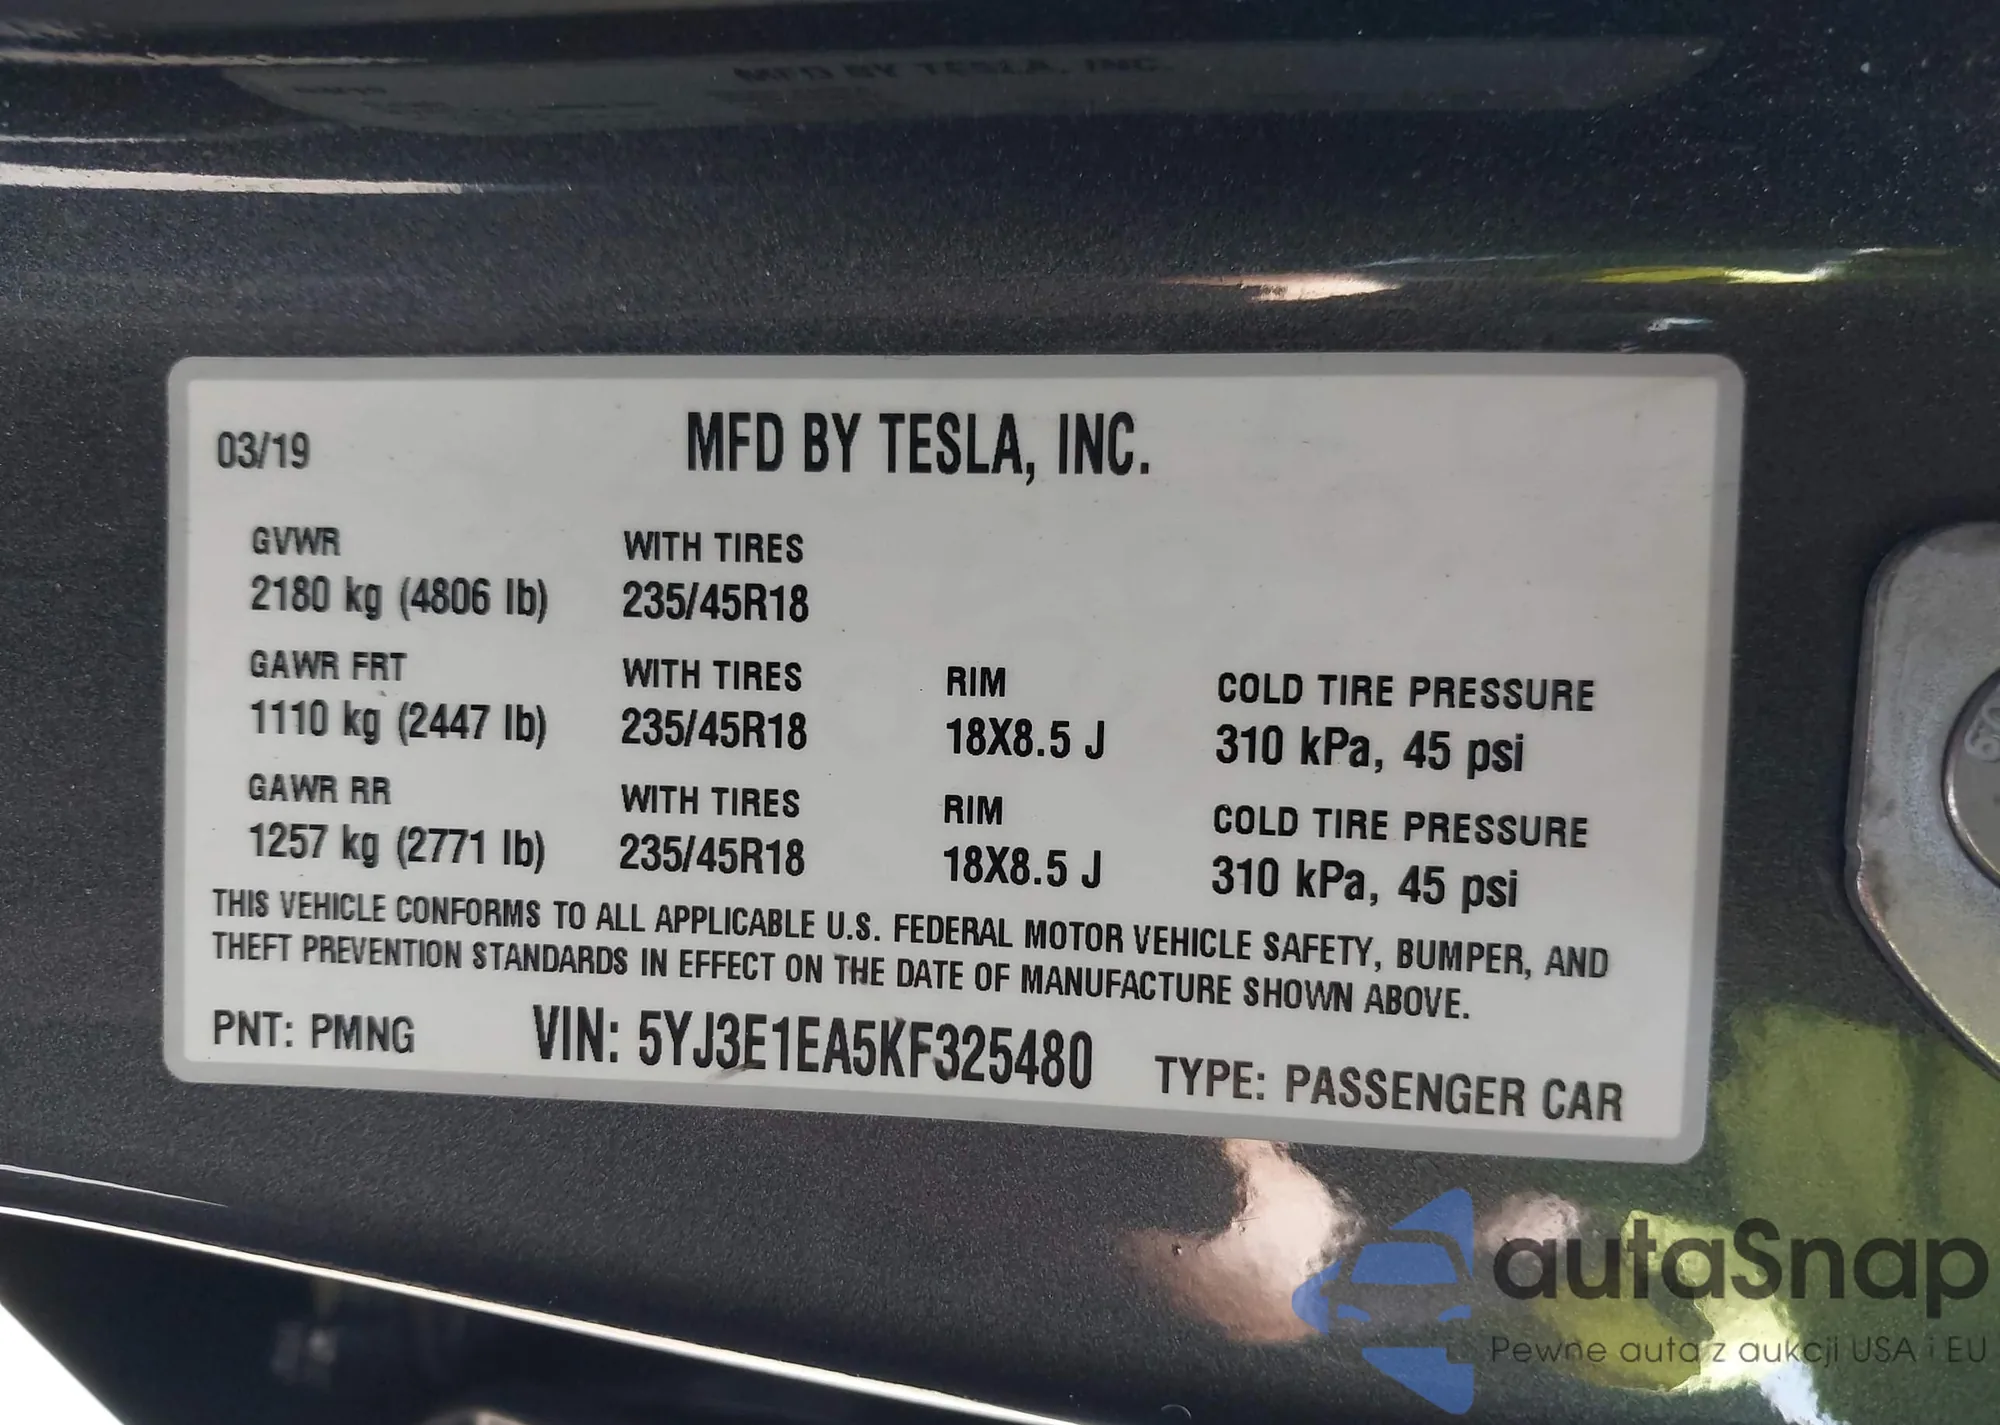 MFD BY TESLA, INC.
03/19 MFD BY TESLA, INC.
GVWR WITH TIRES
2180 kg (4806 lb) 235/45R18
GAWR FRT WITH TIRES RIM COLD TIRE PRESSURE
1110 kg (2447 lb) 235/45R18 18X8.5 J 310 kPa, 45 psi
GAWR RR WITH TIRES RIM COLD TIRE PRESSURE
1257 kg (2771 lb) 235/45R18 18X8.5 J 310 kPa, 45 psi
THIS VEHICLE CONFORMS TO ALL APPLICABLE U.S. FEDERAL MOTOR VEHICLE SAFETY, BUMPER, AND
THEFT PREVENTION STANDARDS IN EFFECT ON THE DATE OF MANUFACTURE SHOWN ABOVE.
PNT: PMNG VIN: 5YJ3E1EA5KF325480 TYPE: PASSENGER CAR
autaSnap
Pewne auta z aukcji USA i EU